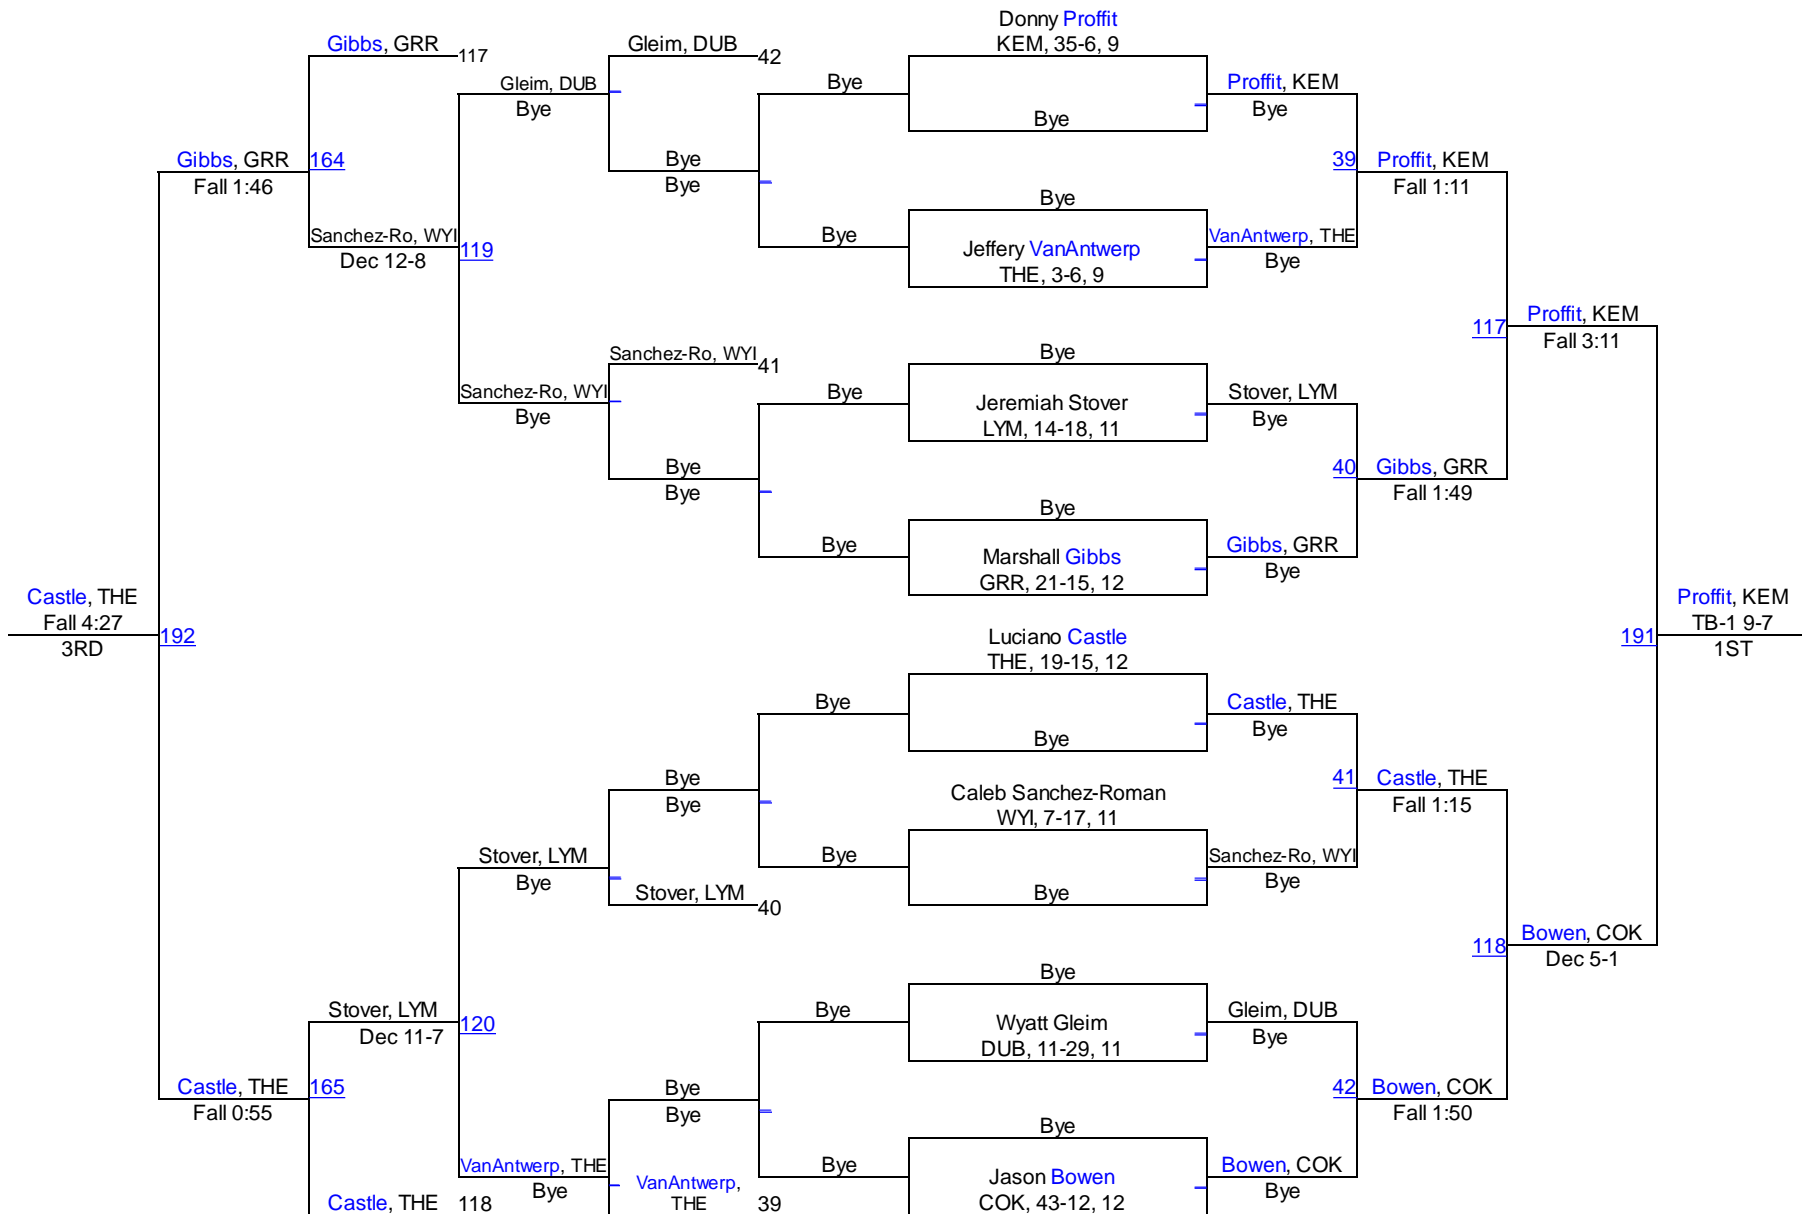 Donny Proffit
KEM, 35-6, 9
Gibbs, GRR
117
Gleim, DUB
42
Gleim, DUB
Bye
Bye
Proffit, KEM
Bye
Bye
Gibbs, GRR
Fall 1:46
164
Bye
Bye
39
Proffit, KEM
Fall 1:11
Sanchez-Ro, WYI
Dec 12-8
119
Bye
Bye
Jeffery VanAntwerp
THE, 3-6, 9
VanAntwerp, THE
Bye
117
Proffit, KEM
Fall 3:11
Sanchez-Ro, WYI
41
Bye
Sanchez-Ro, WYI
Bye
Bye
Jeremiah Stover
LYM, 14-18, 11
Stover, LYM
Bye
Bye
Bye
40
Gibbs, GRR
Fall 1:49
Bye
Bye
Marshall Gibbs
GRR, 21-15, 12
Gibbs, GRR
Bye
Castle, THE
Fall 4:27
3RD
192
Proffit, KEM
TB-1 9-7
1ST
191
Luciano Castle
THE, 19-15, 12
Bye
Castle, THE
Bye
Bye
Bye
Bye
41
Castle, THE
Fall 1:15
Caleb Sanchez-Roman
WYI, 7-17, 11
Stover, LYM
Bye
Bye
Sanchez-Ro, WYI
Bye
Bye
Stover, LYM
40
118
Bowen, COK
Dec 5-1
Bye
Stover, LYM
Dec 11-7
120
Bye
Wyatt Gleim
DUB, 11-29, 11
Gleim, DUB
Bye
Castle, THE
Fall 0:55
165
Bye
Bye
42
Bowen, COK
Fall 1:50
Bye
VanAntwerp, THE
Bye
VanAntwerp,
THE
39
Bye
Jason Bowen
COK, 43-12, 12
Bowen, COK
Bye
Castle, THE
118